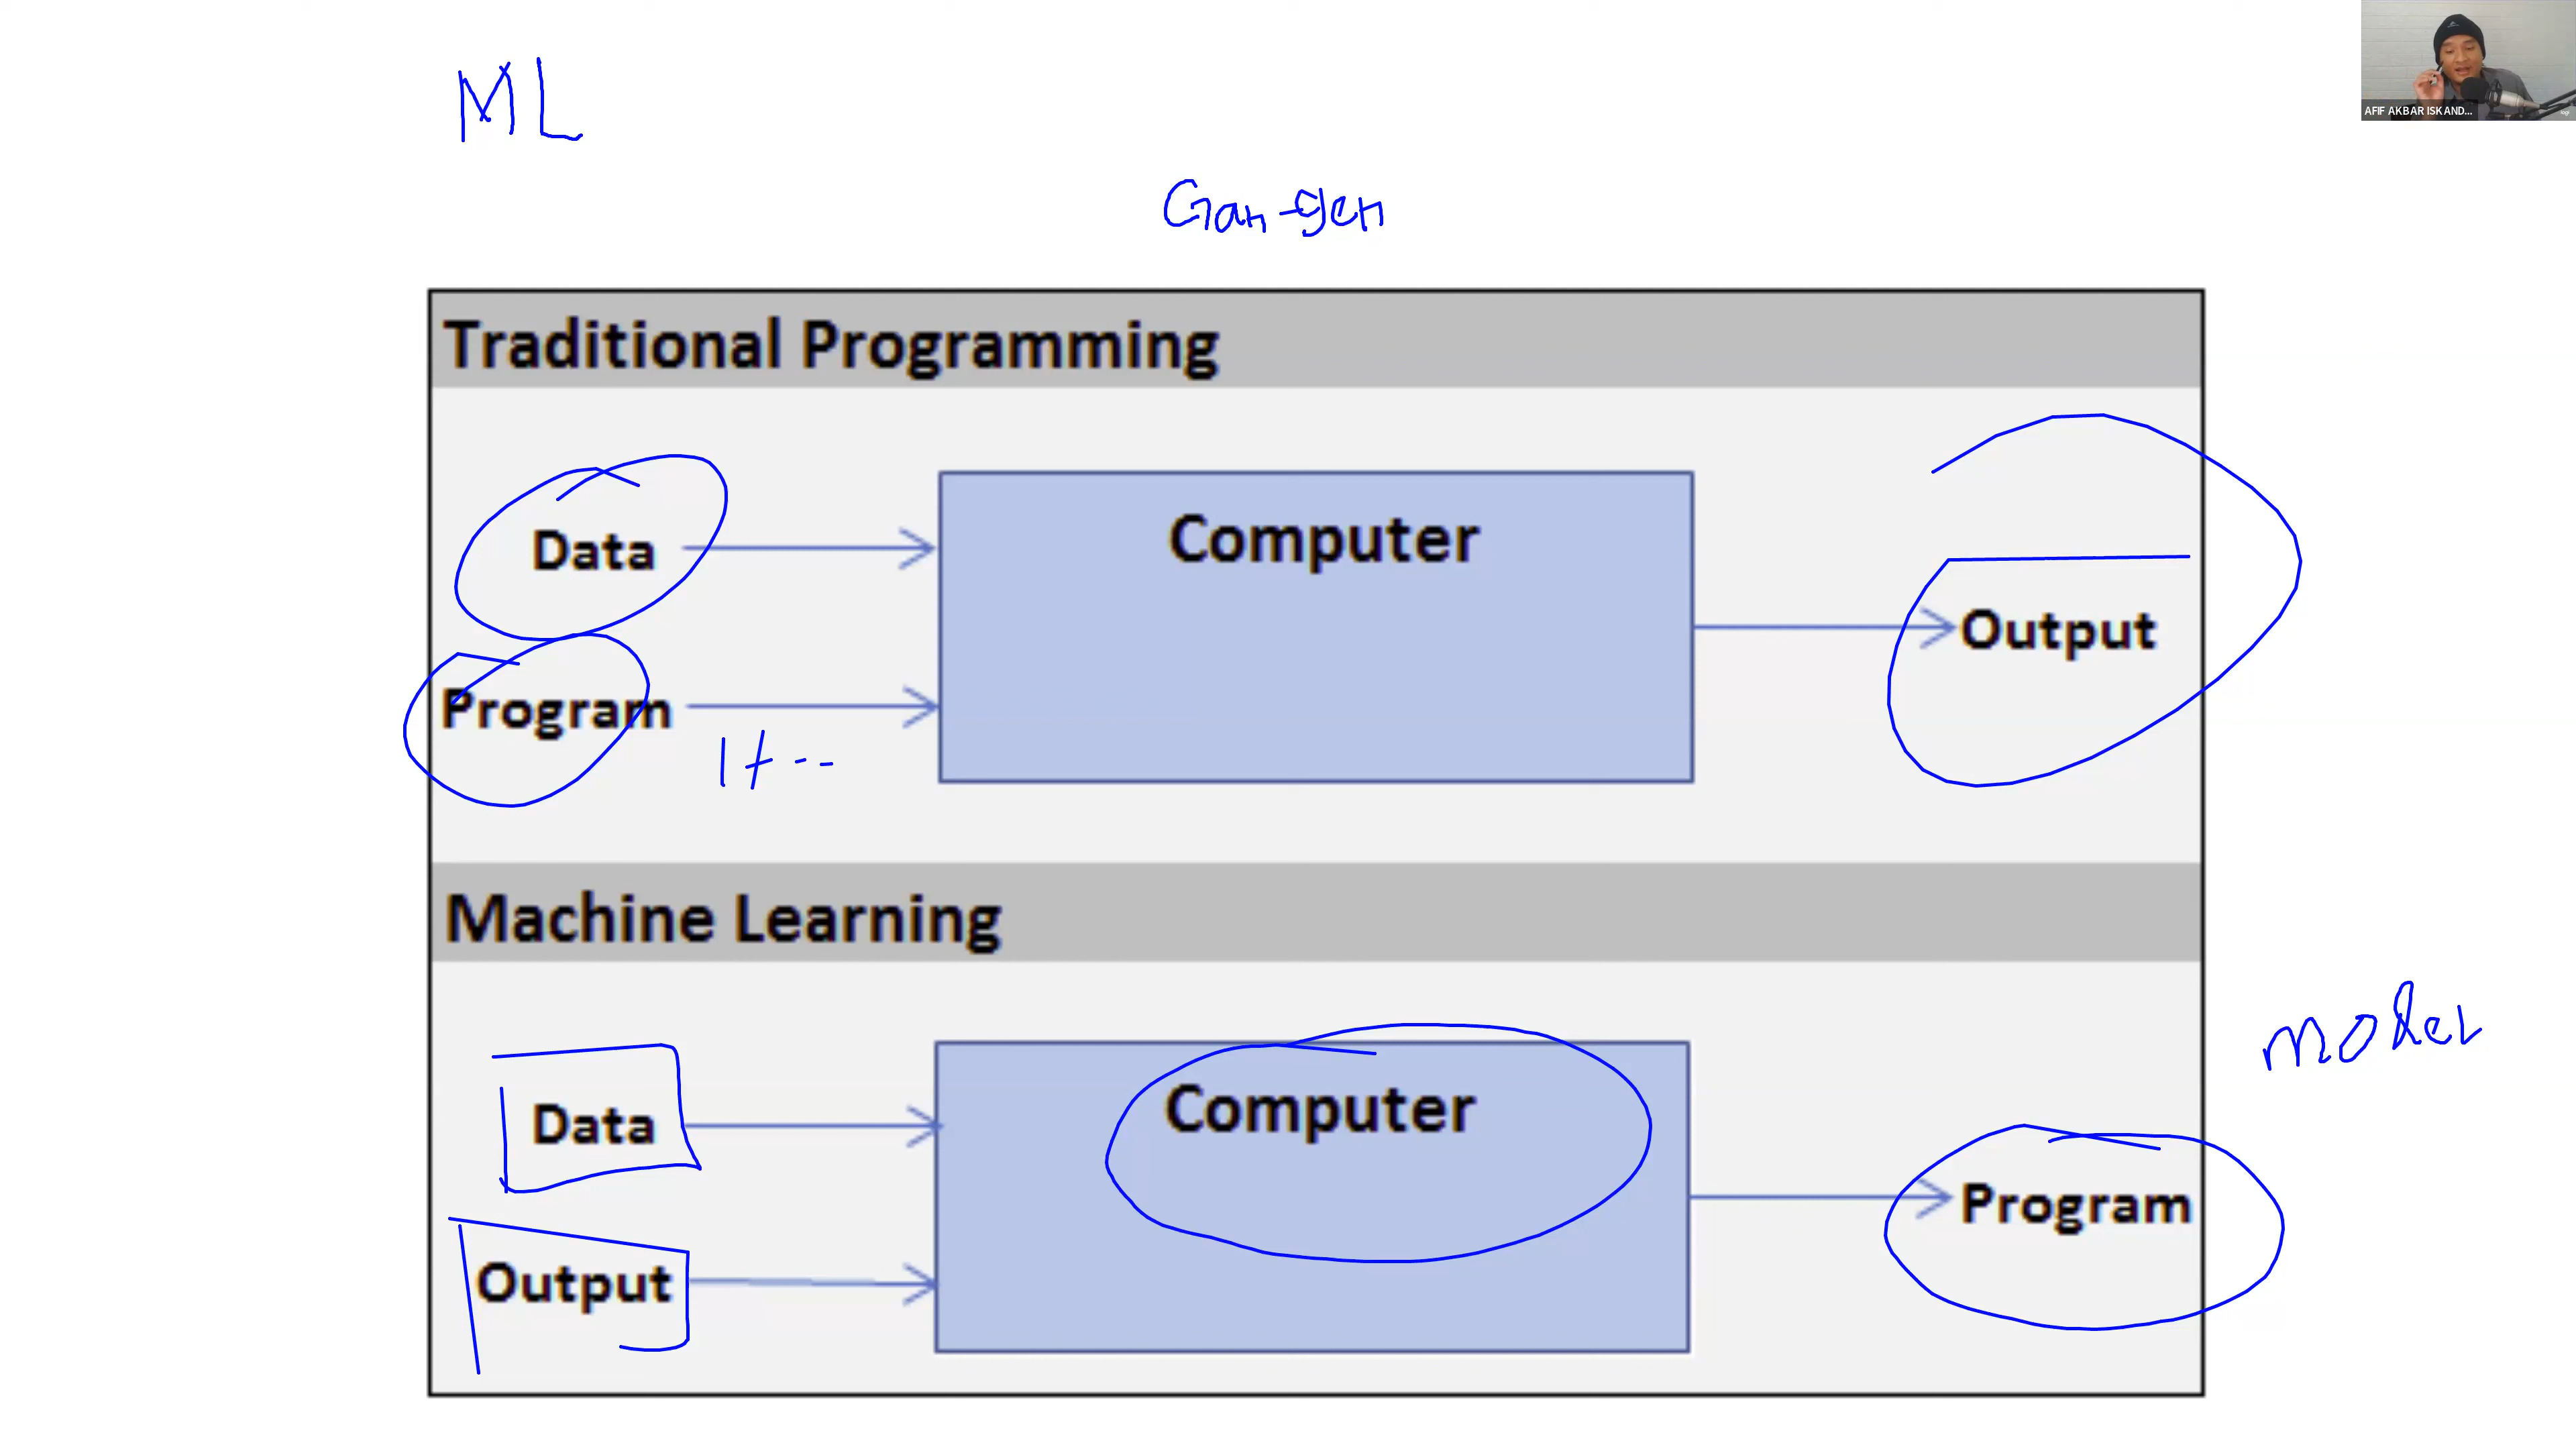 AFIF AKBAR ISKAND...
ML
Gan-gen
Traditional Programming
Data
Computer
Output
Program
1+--
Machine Learning
Data
Computer
model
Program
Output